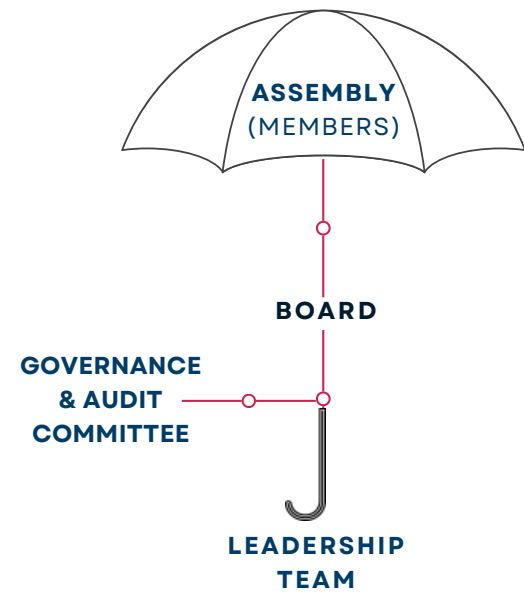 ASSEMBLY
(MEMBERS)
BOARD
GOVERNANCE
& AUDIT
COMMITTEE
LEADERSHIP
TEAM